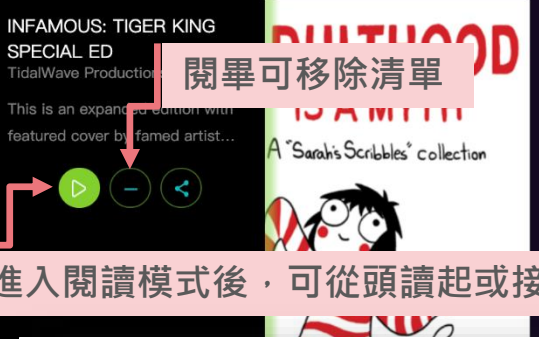 INFAMOUS: TIGER KING
SPECIAL ED
TidalWave Production
閱畢可移除清單
This is an expanded edition with
featured cover by famed artist...
IS A MYTH
A "Sarah's Scribbles" collection
進入閱讀模式後，可從頭讀起或接